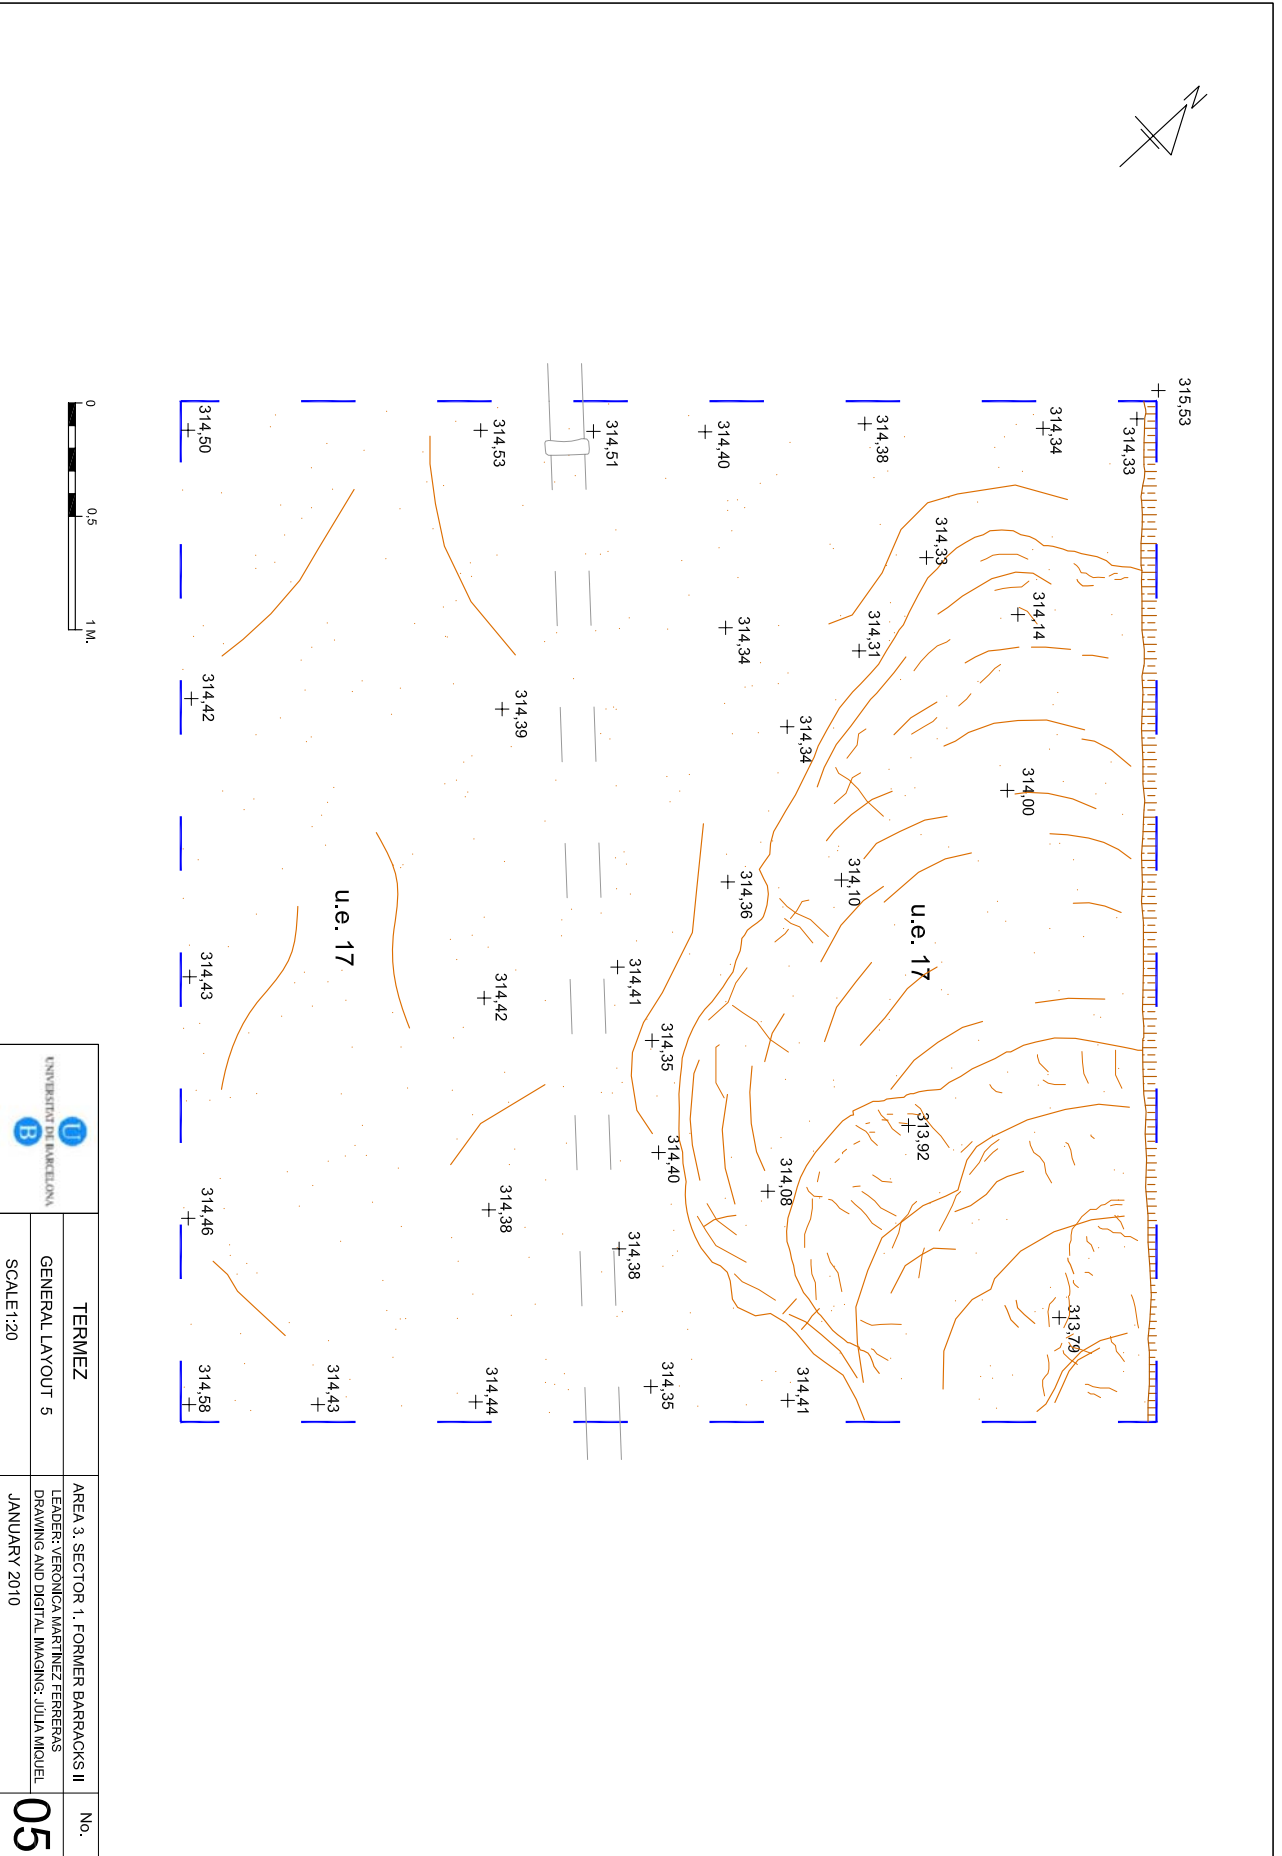 N
315,53
314,33
314,34
313,79
314,14
314,00
314,33
u.e. 17
313,92
314,38
314,31
314,10
314,34
314,41
314,08
314,34
314,36
314,40
314,35
314,40
314,35
314,41
314,38
314,51
314,39
314,53
314,42
314,38
314,44
u.e. 17
314,43
314,50
314,42
314,43
314,46
314,58
0 0,5 1 M.
U
UNIVERSITAT DE BARCELONA
B
TERMEZ
GENERAL LAYOUT 5
SCALE1:20
AREA 3. SECTOR 1. FORMER BARRACKS II
LEADER: VERÒNICA MARTÍNEZ FERRERAS
DRAWING AND DIGITAL IMAGING: JÚLIA MIQUEL
JANUARY 2010
No.
05